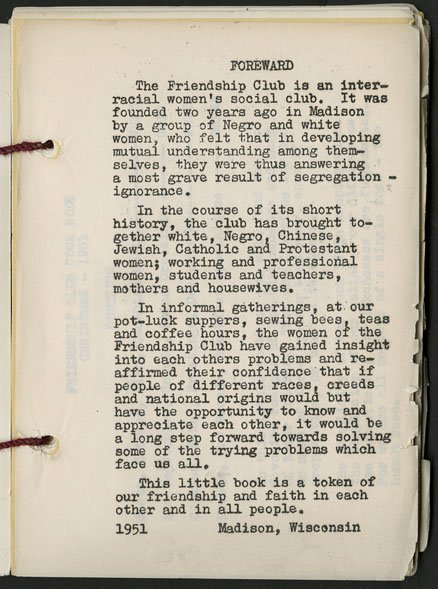 FOREWARD
The Friendship Club is an inter-
racial women's social club. It was
founded two years ago in Madison
by a group of Negro and white
women, who felt that in developing
mutual understanding among them-
selves, they were thus answering
a most grave result of segregation -
ignorance.
In the course of its short
history, the club has brought to-
gether white, Negro, Chinese,
Jewish, Catholic and Protestant
women; working and professional
women, students and teachers,
mothers and housewives.
In informal gatherings, at our
pot-luck suppers, sewing bees, teas
and coffee hours, the women of the
Friendship Club have gained insight
into each others problems and re-
affirmed their confidence that if
people of different races, creeds
and national origins would but
have the opportunity to know and
appreciate each other, it would be
a long step forward towards solving
some of the trying problems which
face us all.
This little book is a token of
our friendship and faith in each
other and in all people.
1951 Madison, Wisconsin